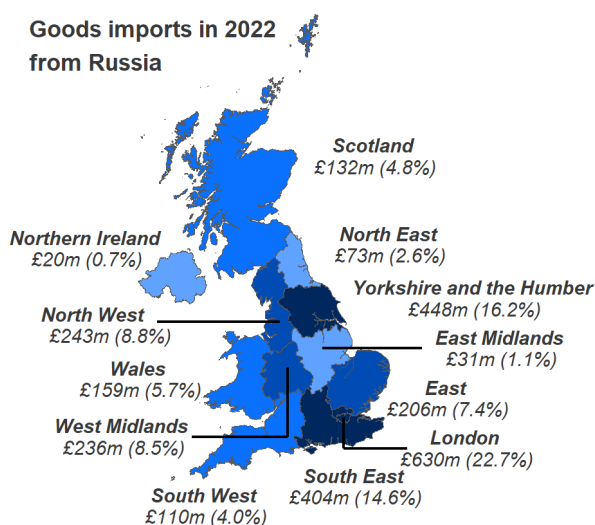 Goods imports in 2022
from Russia
Scotland
£132m (4.8%)
Northern Ireland
£20m (0.7%)
North East
£73m (2.6%)
Yorkshire and the Humber
£448m (16.2%)
North West
£243m (8.8%)
East Midlands
£31m (1.1%)
Wales
£159m (5.7%)
East
£206m (7.4%)
West Midlands
£236m (8.5%)
London
£630m (22.7%)
South East
£404m (14.6%)
South West
£110m (4.0%)